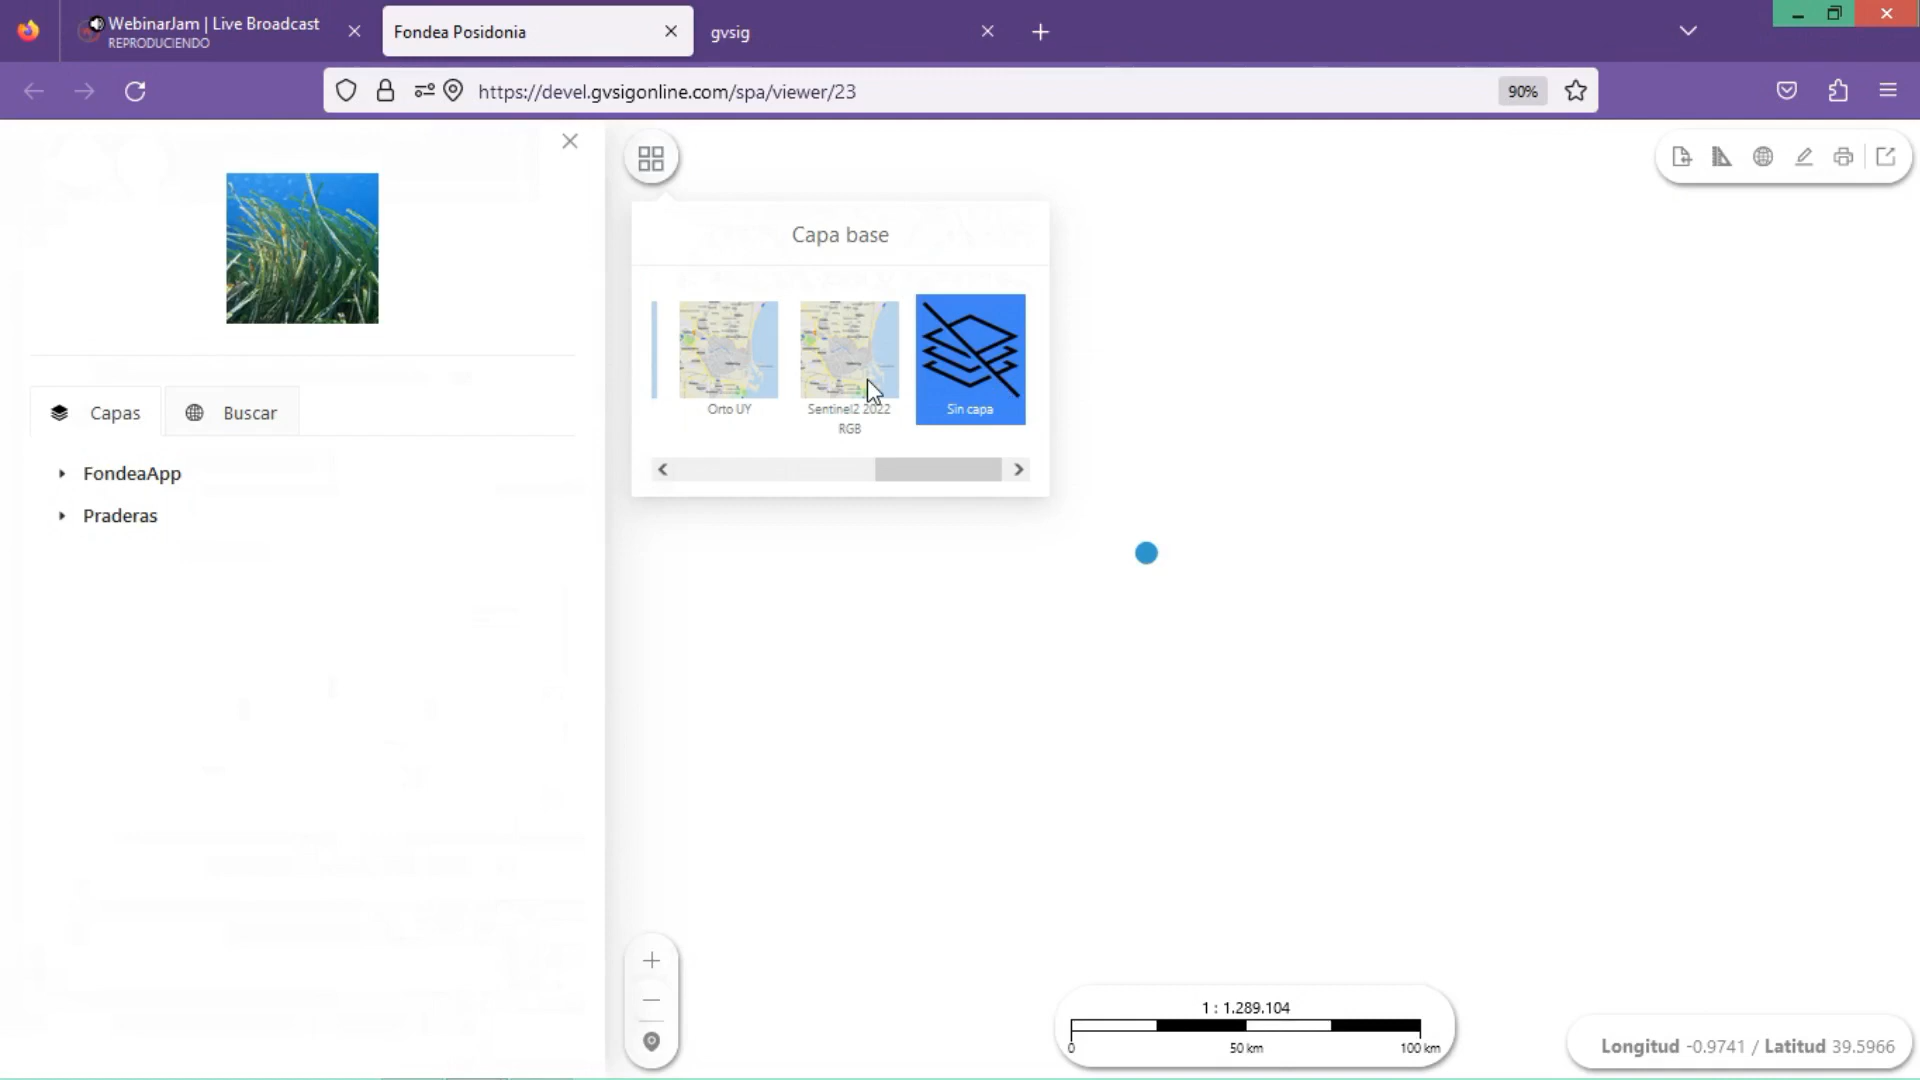 WebinarJam | Live Broadcast
REPRODUCIENDO
Fondea Posidonia
gvsig
https://devel.gvsigonline.com/spa/viewer/23
90%
Capa base
Orto UY
Sentinel2 2022
RGB
Sin capa
Capas
Buscar
FondeaApp
Praderas
1 : 1.289.104
0
50 km
100 km
Longitud -0.9741 / Latitud 39.5966